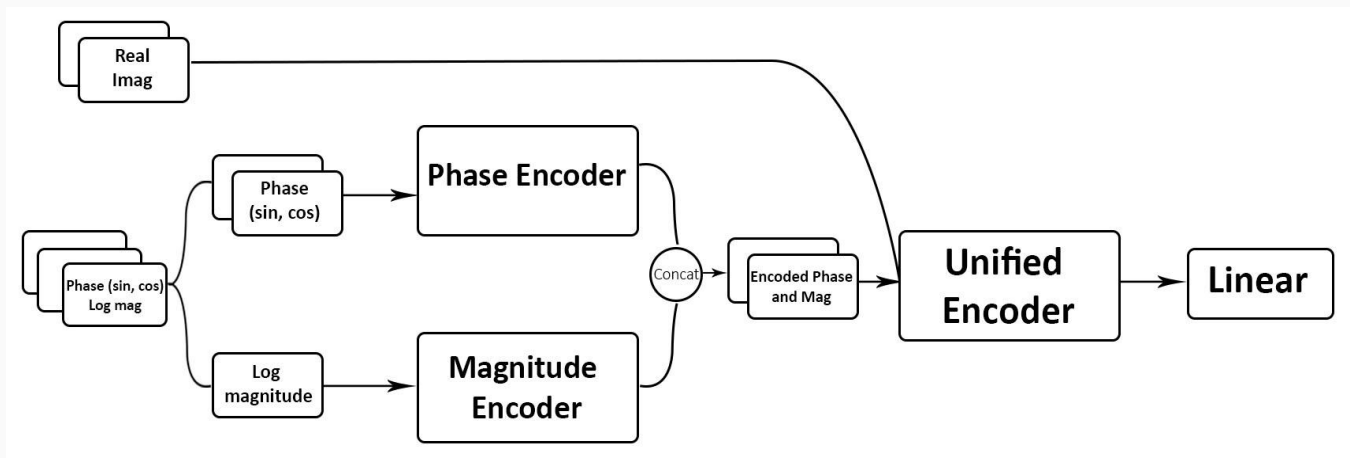 Real
Imag
Phase
(sin, cos)
Phase Encoder
Phase (sin, cos)
Log mag
Concat
Encoded Phase
and Mag
Unified
Encoder
Linear
Log
magnitude
Magnitude
Encoder